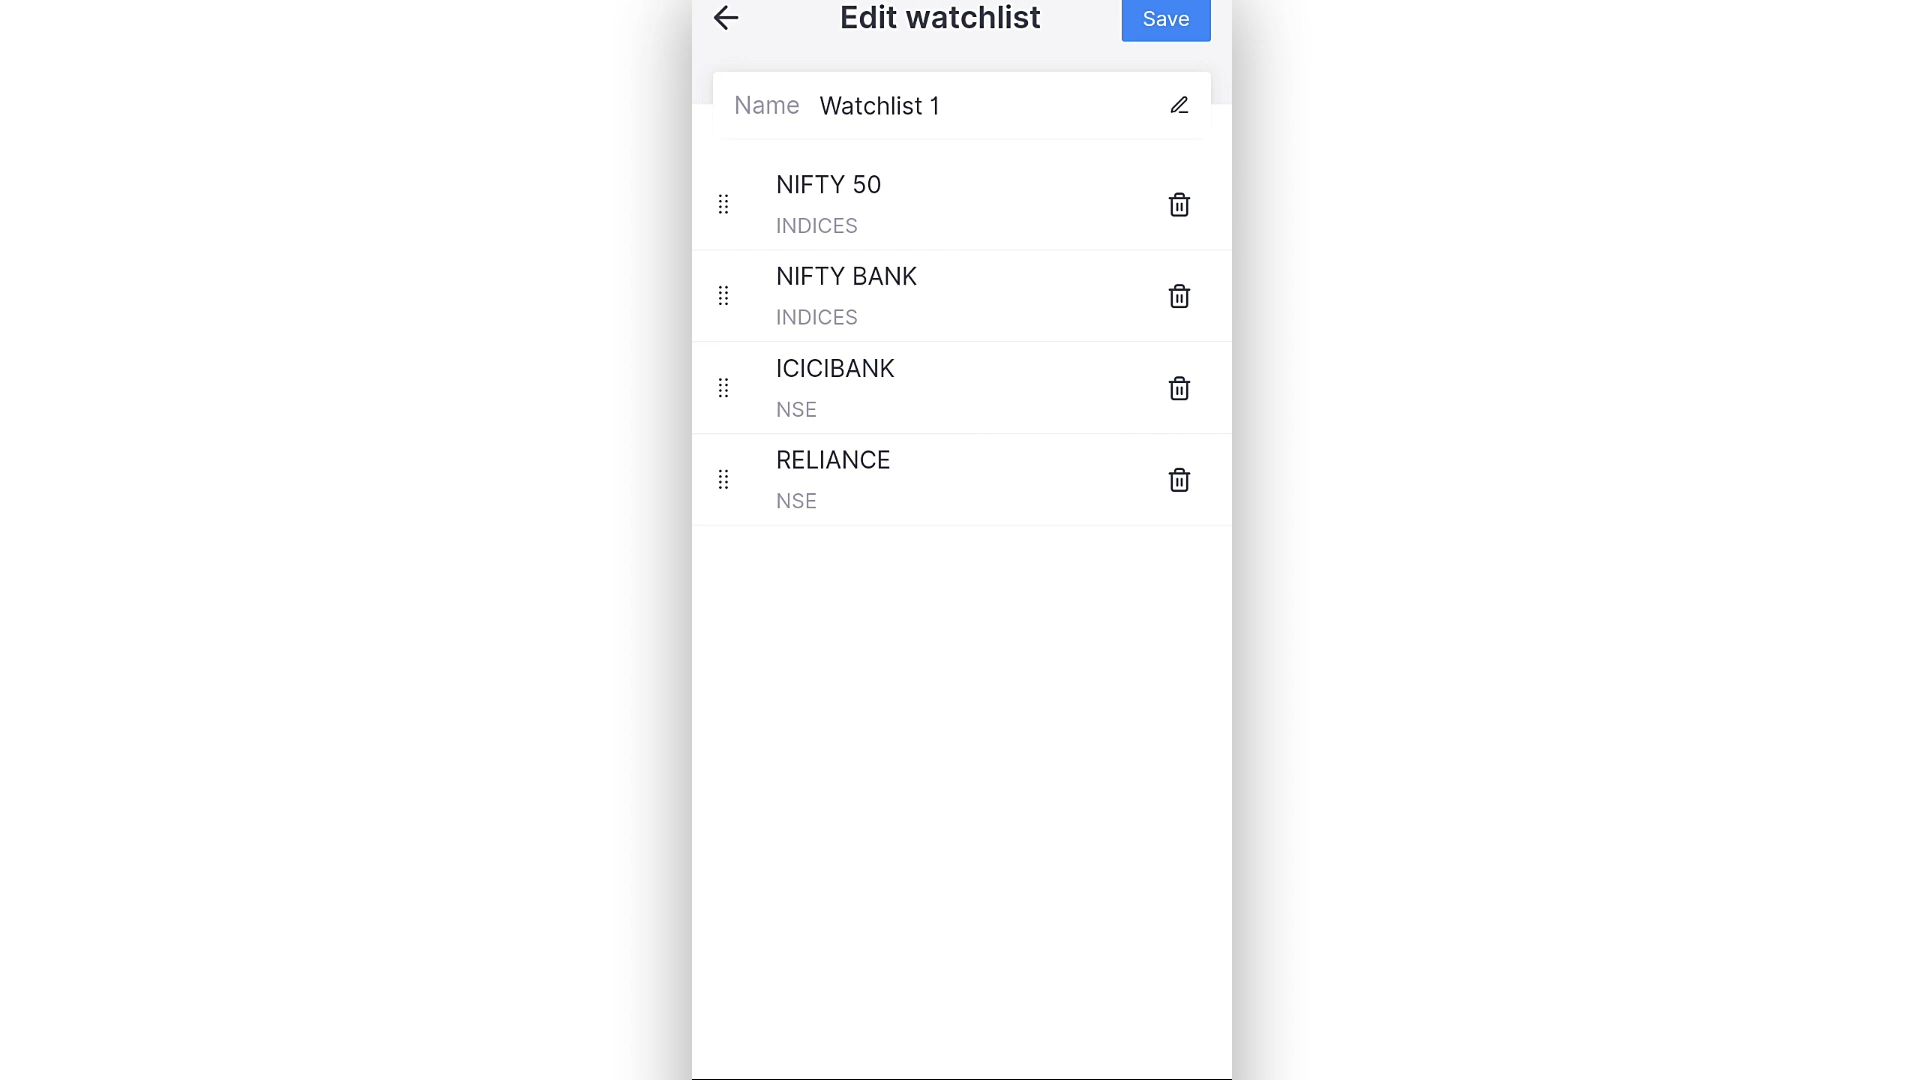 Edit watchlist
Save
Name Watchlist 1
NIFTY 50
INDICES
NIFTY BANK
INDICES
ICICIBANK
NSE
RELIANCE
NSE